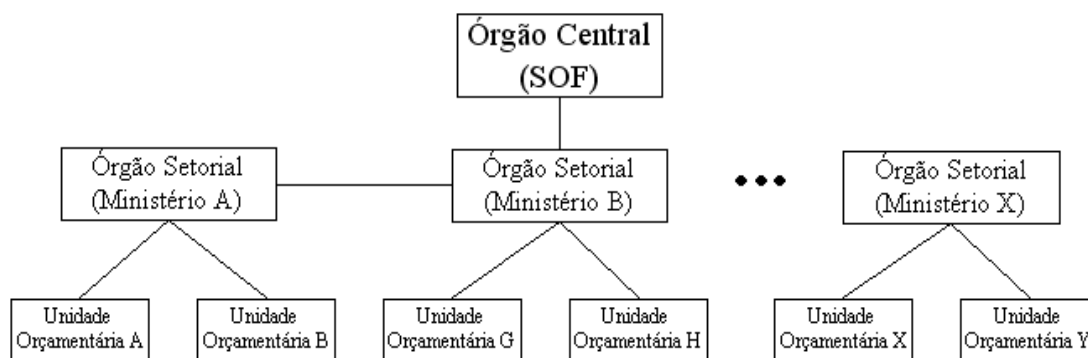 Órgão Central
(SOF)
Órgão Setorial
(Ministério A)
Órgão Setorial
(Ministério B)
Órgão Setorial
(Ministério X)
Unidade
Orçamentária A
Unidade
Orçamentária B
Unidade
Orçamentária G
Unidade
Orçamentária H
Unidade
Orçamentária X
Unidade
Orçamentária Y